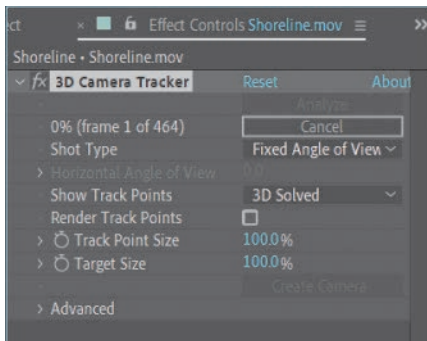 ct × Effect Controls Shoreline.mov ≡ »
Shoreline • Shoreline.mov
fx 3D Camera Tracker Reset About
Analyze
0% (frame 1 of 464) Cancel
Shot Type Fixed Angle of View
> Horizontal Angle of View 0.0
Show Track Points 3D Solved
Render Track Points
> Track Point Size 100.0%
> Target Size 100.0%
Create Camera
> Advanced